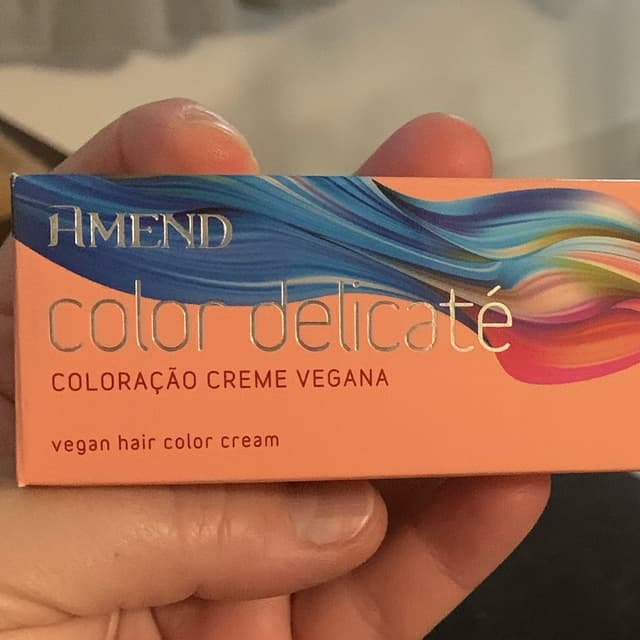 AMEND
color delicaté
COLORAÇÃO CREME VEGANA
vegan hair color cream